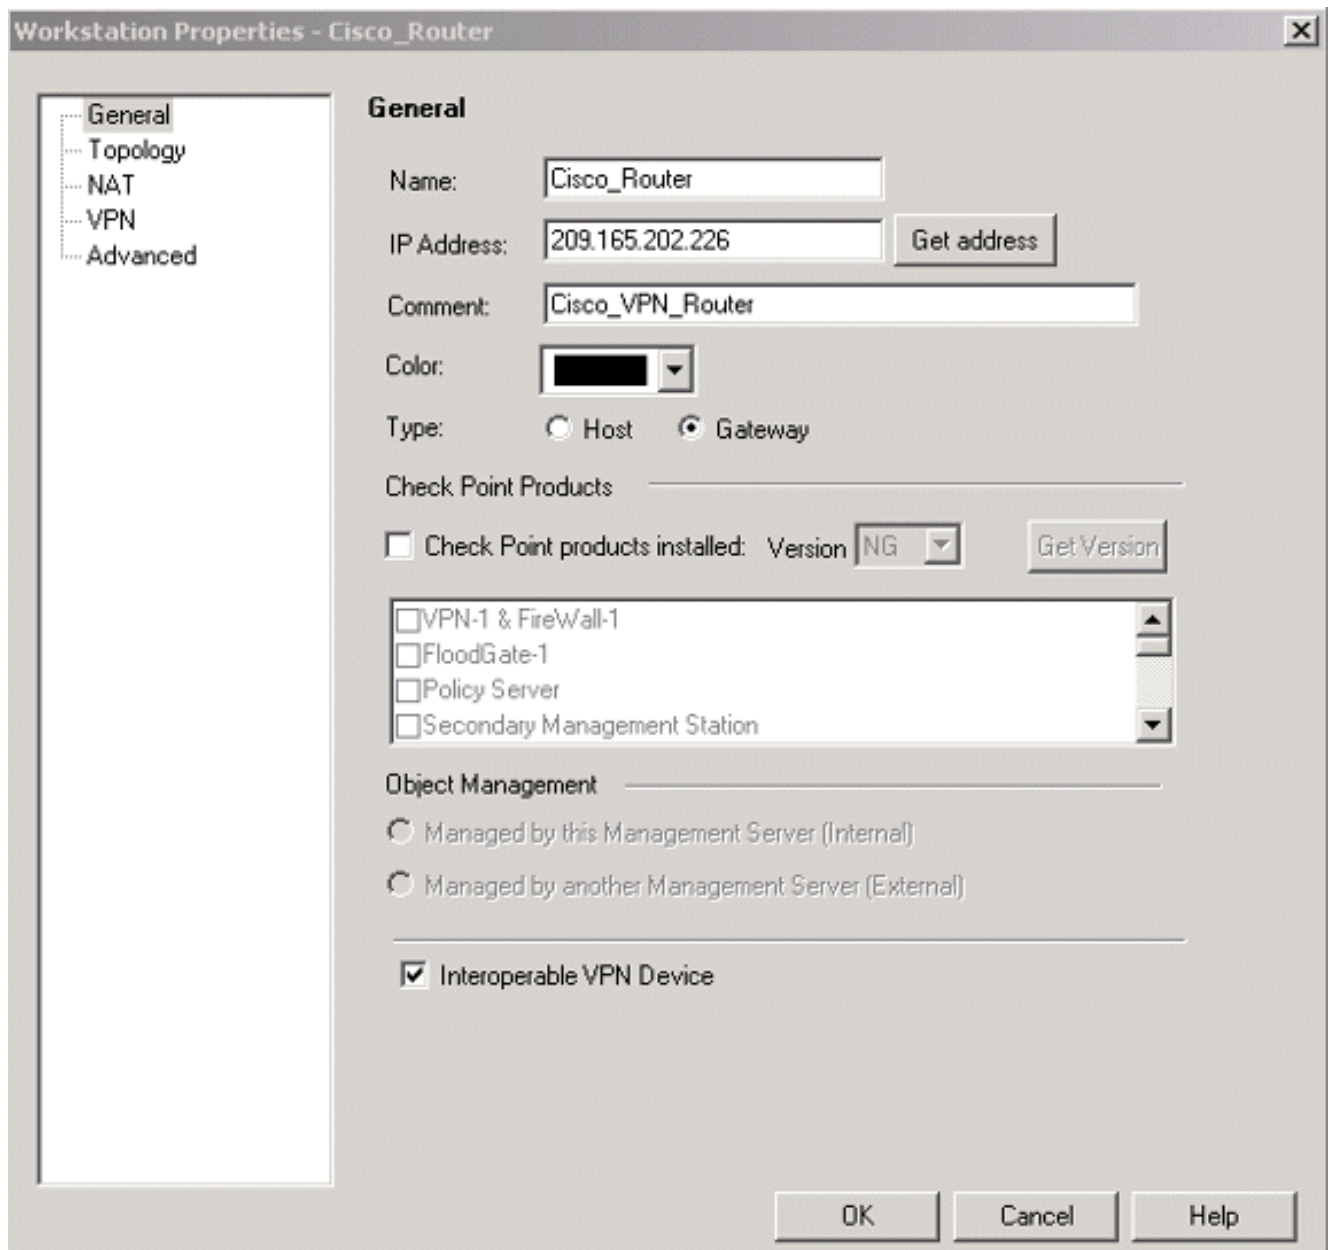 Workstation Properties - Cisco_Router
General
Topology
NAT
VPN
Advanced
General
Name: Cisco_Router
IP Address: 209.165.202.226 Get address
Comment: Cisco_VPN_Router
Color:
Type: Host Gateway
Check Point Products
Check Point products installed: Version NG Get Version
VPN-1 & FireWall-1
FloodGate-1
Policy Server
Secondary Management Station
Object Management
Managed by this Management Server (Internal)
Managed by another Management Server (External)
Interoperable VPN Device
OK Cancel Help